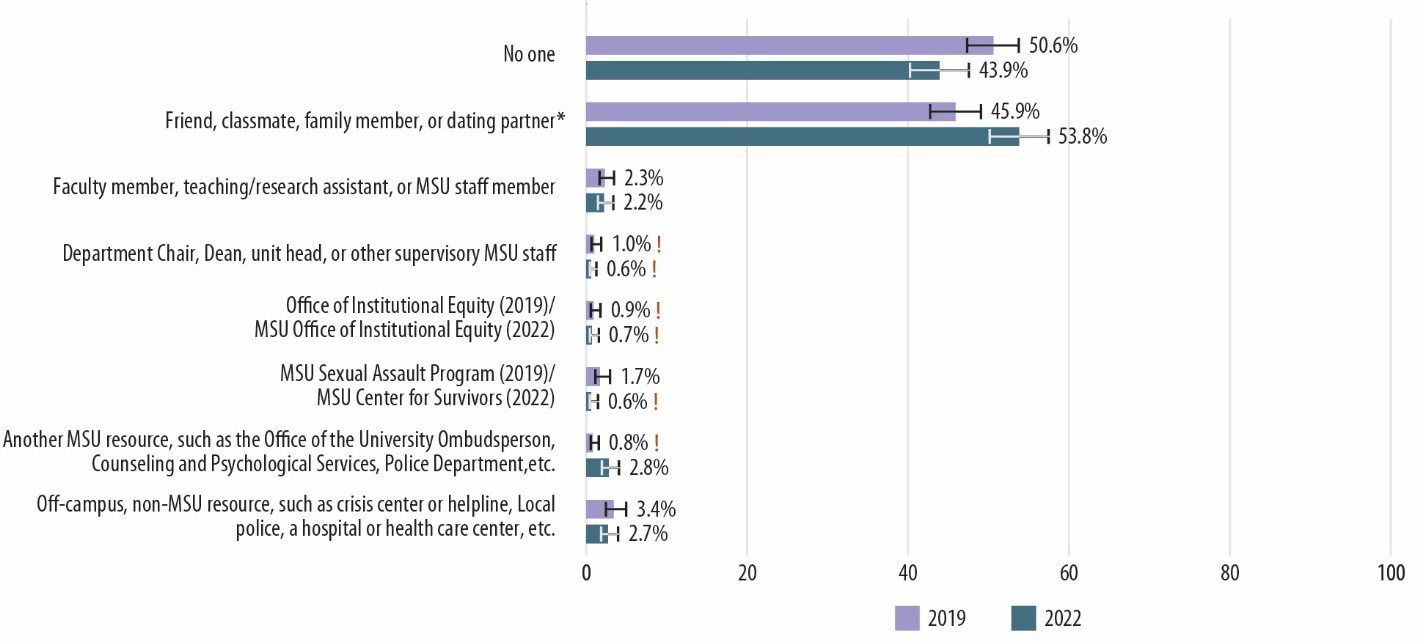 No one
50.6%
43.9%
Friend, classmate, family member, or dating partner*
45.9%
53.8%
Faculty member, teaching/research assistant, or MSU staff member
2.3%
2.2%
Department Chair, Dean, unit head, or other supervisory MSU staff
1.0% !
0.6% !
Office of Institutional Equity (2019)/
MSU Office of Institutional Equity (2022)
0.9% !
0.7% !
MSU Sexual Assault Program (2019)/
MSU Center for Survivors (2022)
1.7%
0.6% !
Another MSU resource, such as the Office of the University Ombudsperson,
Counseling and Psychological Services, Police Department,etc.
0.8% !
2.8%
Off-campus, non-MSU resource, such as crisis center or helpline, Local
police, a hospital or health care center, etc.
3.4%
2.7%
0 20 40 60 80 100
2019 2022